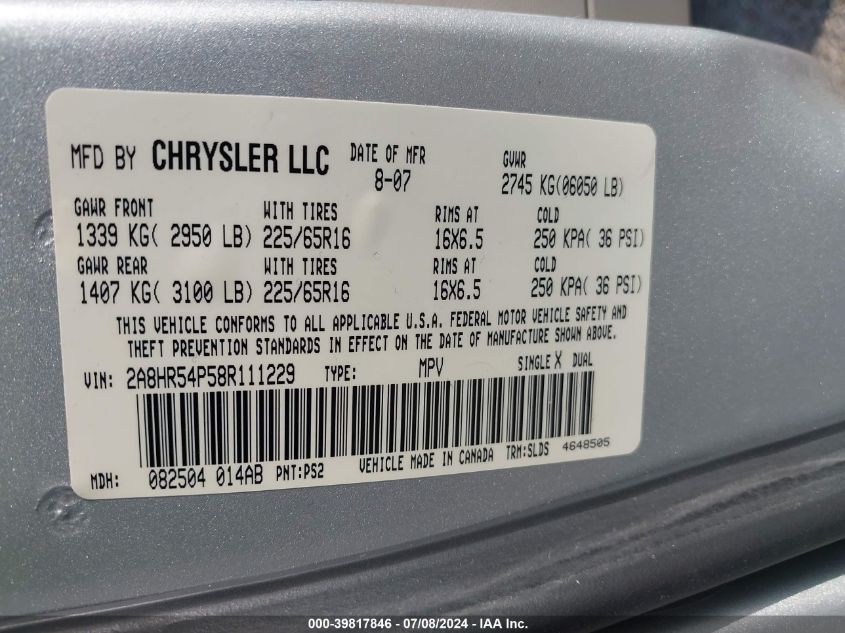 MFD BY CHRYSLER LLC DATE OF MFR GVWR
8-07 2745 KG(06050 LB)
GAWR FRONT WITH TIRES RIMS AT COLD
1339 KG( 2950 LB) 225/65R16 16X6.5 250 KPA( 36 PSI)
GAWR REAR WITH TIRES RIMS AT COLD
1407 KG( 3100 LB) 225/65R16 16X6.5 250 KPA( 36 PSI)
THIS VEHICLE CONFORMS TO ALL APPLICABLE U.S.A. FEDERAL MOTOR VEHICLE SAFETY AND
THEFT PREVENTION STANDARDS IN EFFECT ON THE DATE OF MANUFACTURE SHOWN ABOVE.
VIN: 2A8HR54P58R111229 TYPE: MPV SINGLE X DUAL
MDH: 082504 014AB PNT:PS2 VEHICLE MADE IN CANADA TRM:SLDS 4648505
000-39817846 - 07/08/2024 - IAA Inc.